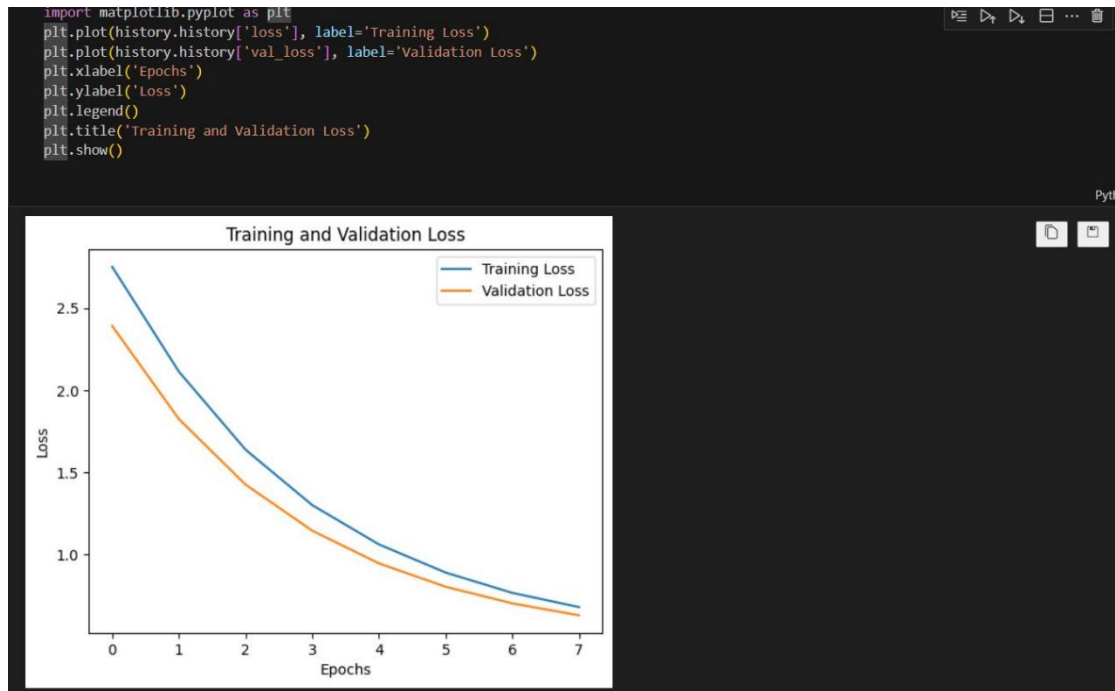 import matplotlib.pyplot as plt
plt.plot(history.history['loss'], label='Training Loss')
plt.plot(history.history['val_loss'], label='Validation Loss')
plt.xlabel('Epochs')
plt.ylabel('Loss')
plt.legend()
plt.title('Training and Validation Loss')
plt.show()
Training and Validation Loss
Training Loss
Validation Loss
2.5
2.0
1.5
1.0
Loss
0 1 2 3 4 5 6 7
Epochs